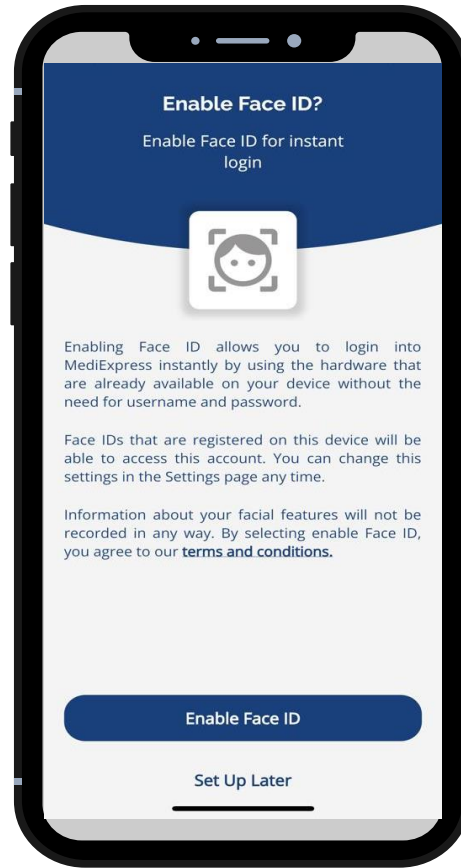 Enable Face ID?
Enable Face ID for instant
login
Enabling Face ID allows you to login into
MediExpress instantly by using the hardware that
are already available on your device without the
need for username and password.
Face IDs that are registered on this device will be
able to access this account. You can change this
settings in the Settings page any time.
Information about your facial features will not be
recorded in any way. By selecting enable Face ID,
you agree to our terms and conditions.
Enable Face ID
Set Up Later